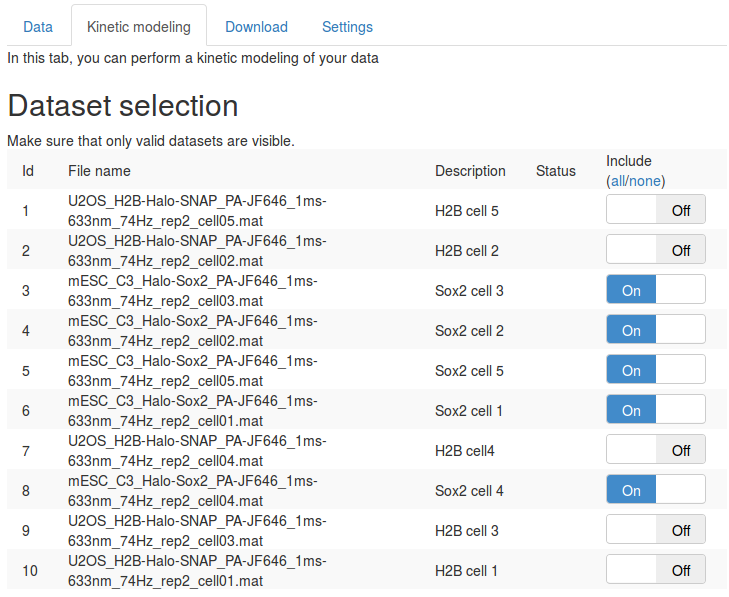 Data Kinetic modeling Download Settings
In this tab, you can perform a kinetic modeling of your data
Dataset selection
Make sure that only valid datasets are visible.
Id File name Description Status Include
(all/none)
1 U2OS_H2B-Halo-SNAP_PA-JF646_1ms-
633nm_74Hz_rep2_cell05.mat H2B cell 5 Off
2 U2OS_H2B-Halo-SNAP_PA-JF646_1ms-
633nm_74Hz_rep2_cell02.mat H2B cell 2 Off
3 mESC_C3_Halo-Sox2_PA-JF646_1ms-
633nm_74Hz_rep2_cell03.mat Sox2 cell 3 On
4 mESC_C3_Halo-Sox2_PA-JF646_1ms-
633nm_74Hz_rep2_cell02.mat Sox2 cell 2 On
5 mESC_C3_Halo-Sox2_PA-JF646_1ms-
633nm_74Hz_rep2_cell05.mat Sox2 cell 5 On
6 mESC_C3_Halo-Sox2_PA-JF646_1ms-
633nm_74Hz_rep2_cell01.mat Sox2 cell 1 On
7 U2OS_H2B-Halo-SNAP_PA-JF646_1ms-
633nm_74Hz_rep2_cell04.mat H2B cell4 Off
8 mESC_C3_Halo-Sox2_PA-JF646_1ms-
633nm_74Hz_rep2_cell04.mat Sox2 cell 4 On
9 U2OS_H2B-Halo-SNAP_PA-JF646_1ms-
633nm_74Hz_rep2_cell03.mat H2B cell 3 Off
10 U2OS_H2B-Halo-SNAP_PA-JF646_1ms-
633nm_74Hz_rep2_cell01.mat H2B cell 1 Off